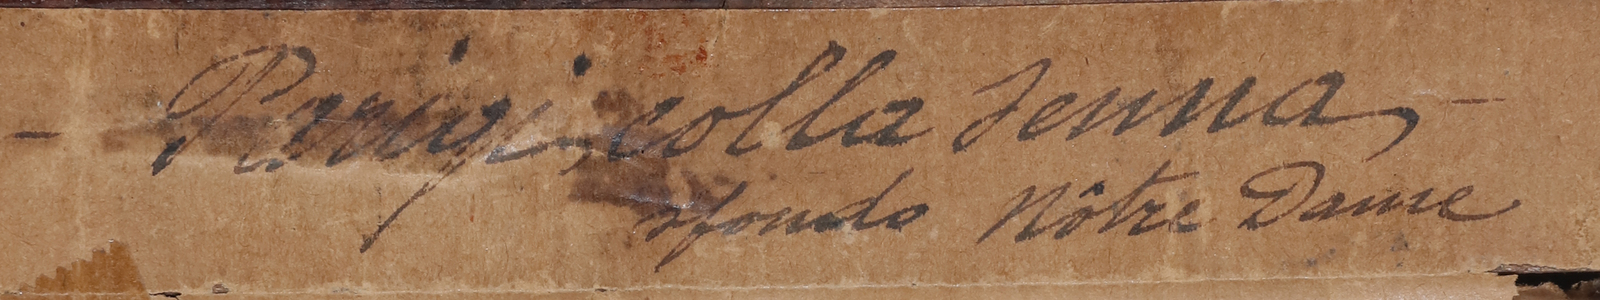 - Parigi, colla Senna, -
sfondo Nôtre Dame